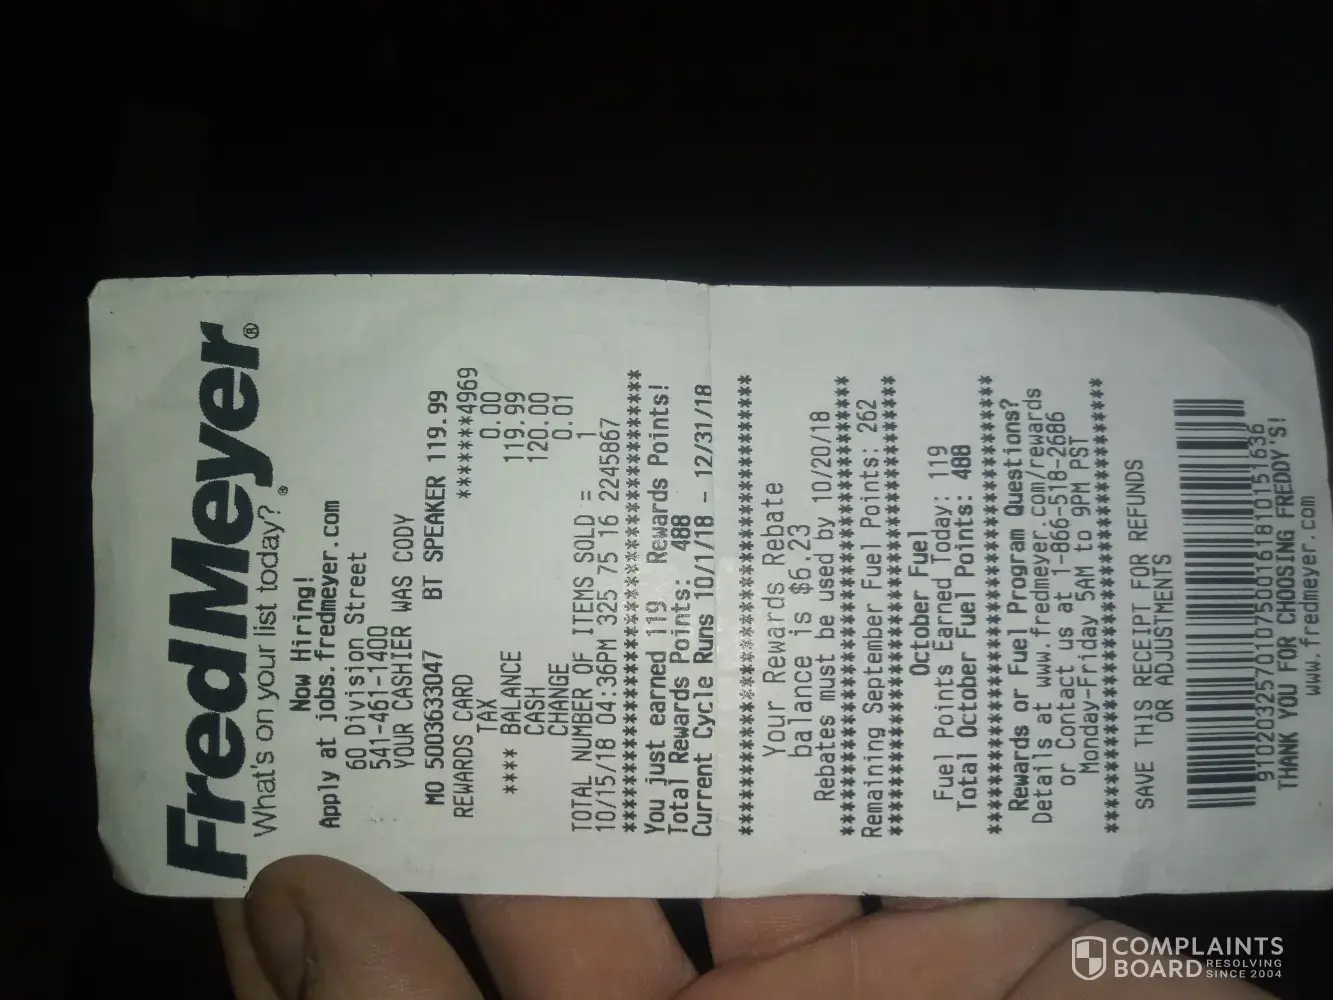 FredMeyer®
What's on your list today?®
Now Hiring!
Apply at jobs.fredmeyer.com
60 Division Street
541-461-1400
YOUR CASHIER WAS CODY
MO 5003633047 BT SPEAKER 119.99
REWARDS CARD *******4969
TAX 0.00
**** BALANCE 119.99
CASH 120.00
CHANGE 0.01
TOTAL NUMBER OF ITEMS SOLD = 1
10/15/18 04:36PM 325 75 16 2245867
****************************************
You just earned 119 Rewards Points!
Total Rewards Points: 488
Current Cycle Runs 10/1/18 - 12/31/18
****************************************
Your Rewards Rebate
balance is $6.23
Rebates must be used by 10/20/18
****************************************
Remaining September Fuel Points: 262
****************************************
October Fuel
Fuel Points Earned Today: 119
Total October Fuel Points: 488
****************************************
Rewards or Fuel Program Questions?
Details at www.fredmeyer.com/rewards
or Contact us at 1-866-518-2686
Monday-Friday 5AM to 9PM PST
****************************************
SAVE THIS RECEIPT FOR REFUNDS
OR ADJUSTMENTS
9102032570107500161810151636
THANK YOU FOR CHOOSING FREDDY'S!
www.fredmeyer.com
COMPLAINTS
BOARD RESOLVING
SINCE 2004